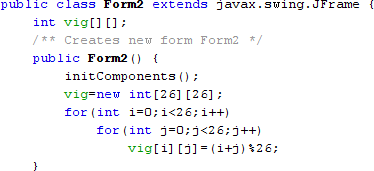 public class Form2 extends javax.swing.JFrame {
    int vig[][];
    /** Creates new form Form2 */
    public Form2() {
        initComponents();
        vig=new int[26][26];
        for(int i=0;i<26;i++)
            for(int j=0;j<26;j++)
                vig[i][j]=(i+j)%26;
    }